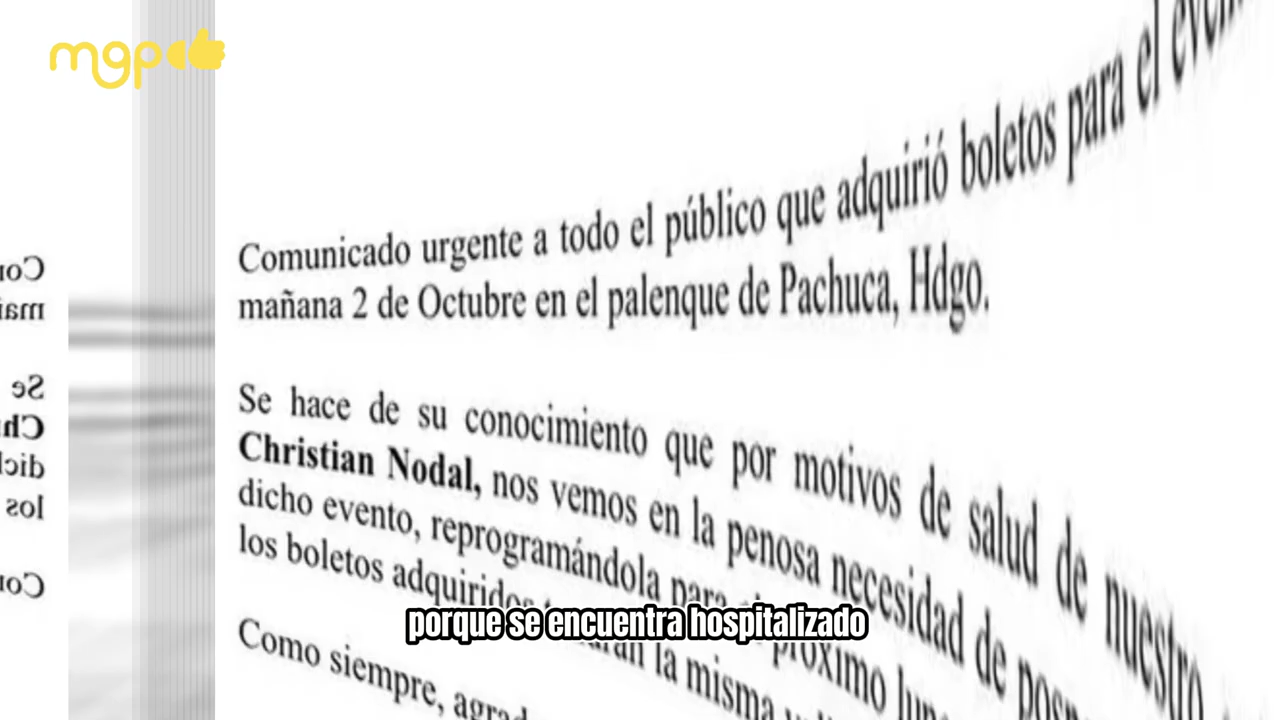 mgp
Comunicado urgente a todo el público que adquirió boletos para el
mañana 2 de Octubre en el palenque de Pachuca, Hdgo.
Se hace de su conocimiento que por motivos de salud de nuestro
Christian Nodal, nos vemos en la penosa necesidad de
dicho evento, reprogramándola para próximo
los boletos adquiridos la misma
Como siempre,
porque se encuentra hospitalizado